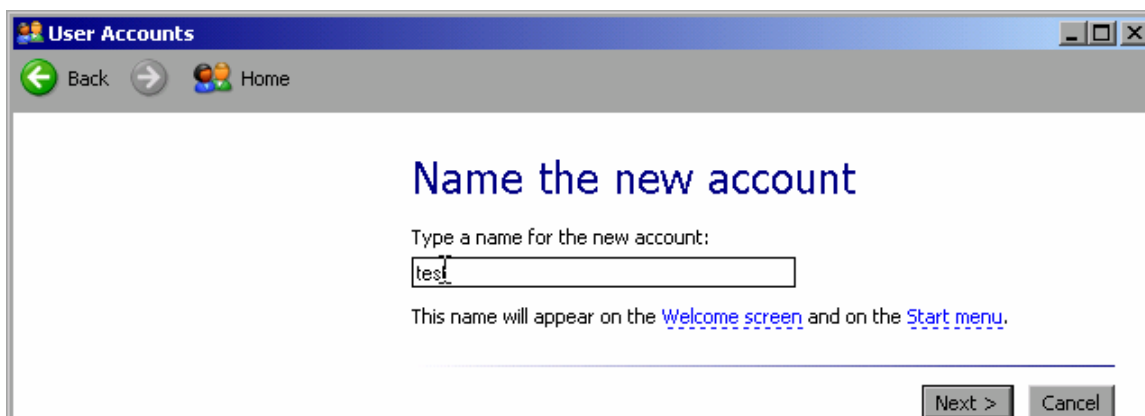 User Accounts
Back Home
Name the new account
Type a name for the new account:
test
This name will appear on the Welcome screen and on the Start menu.
Next > Cancel